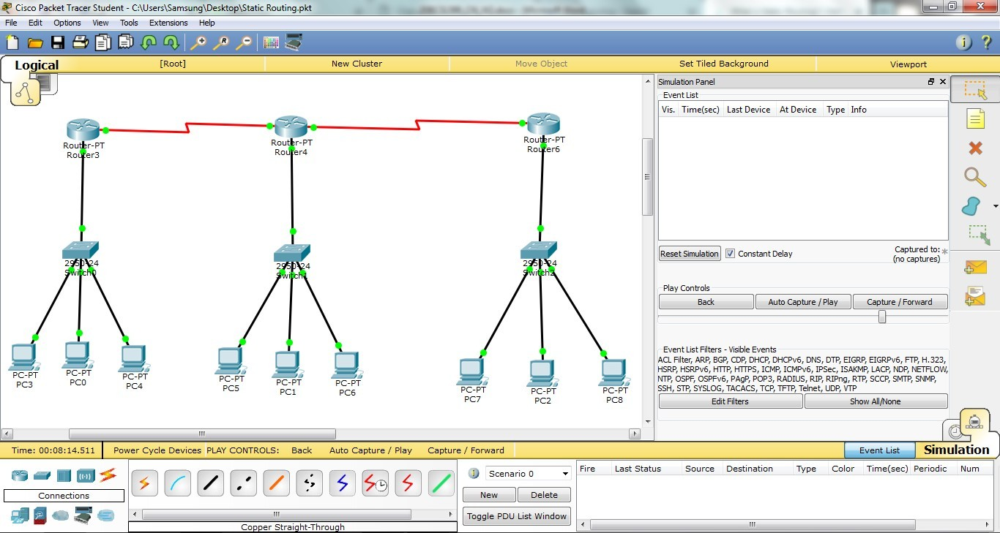 Cisco Packet Tracer Student - C:\Users\Samsung\Desktop\Static Routing.pkt
File Edit Options View Tools Extensions Help
Logical [Root] New Cluster Move Object Set Tiled Background Viewport
Simulation Panel
Event List
Vis. Time(sec) Last Device At Device Type Info
Router-PT
Router3
Router-PT
Router4
Router-PT
Router6
2950-24
Switch0
2950-24
Switch1
2950-24
Switch2
PC-PT
PC3
PC-PT
PC0
PC-PT
PC4
PC-PT
PC5
PC-PT
PC1
PC-PT
PC6
PC-PT
PC7
PC-PT
PC2
PC-PT
PC8
Reset Simulation Constant Delay
Captured to: *
(no captures)
Play Controls
Back Auto Capture / Play Capture / Forward
Event List Filters - Visible Events
ACL Filter, ARP, BGP, CDP, DHCP, DHCPv6, DNS, DTP, EIGRP, EIGRPv6, FTP, H.323,
HSRP, HSRPv6, HTTP, HTTPS, ICMP, ICMPv6, IPSec, ISAKMP, LACP, NDP, NETFLOW,
NTP, OSPF, OSPFv6, PAgP, POP3, RADIUS, RIP, RIPng, RTP, SCCP, SMTP, SNMP,
SSH, STP, SYSLOG, TACACS, TCP, TFTP, Telnet, UDP, VTP
Edit Filters Show All/None
Time: 00:08:14.511 Power Cycle Devices PLAY CONTROLS: Back Auto Capture / Play Capture / Forward Event List Simulation
Connections
Copper Straight-Through
Scenario 0
New Delete
Toggle PDU List Window
Fire Last Status Source Destination Type Color Time(sec) Periodic Num